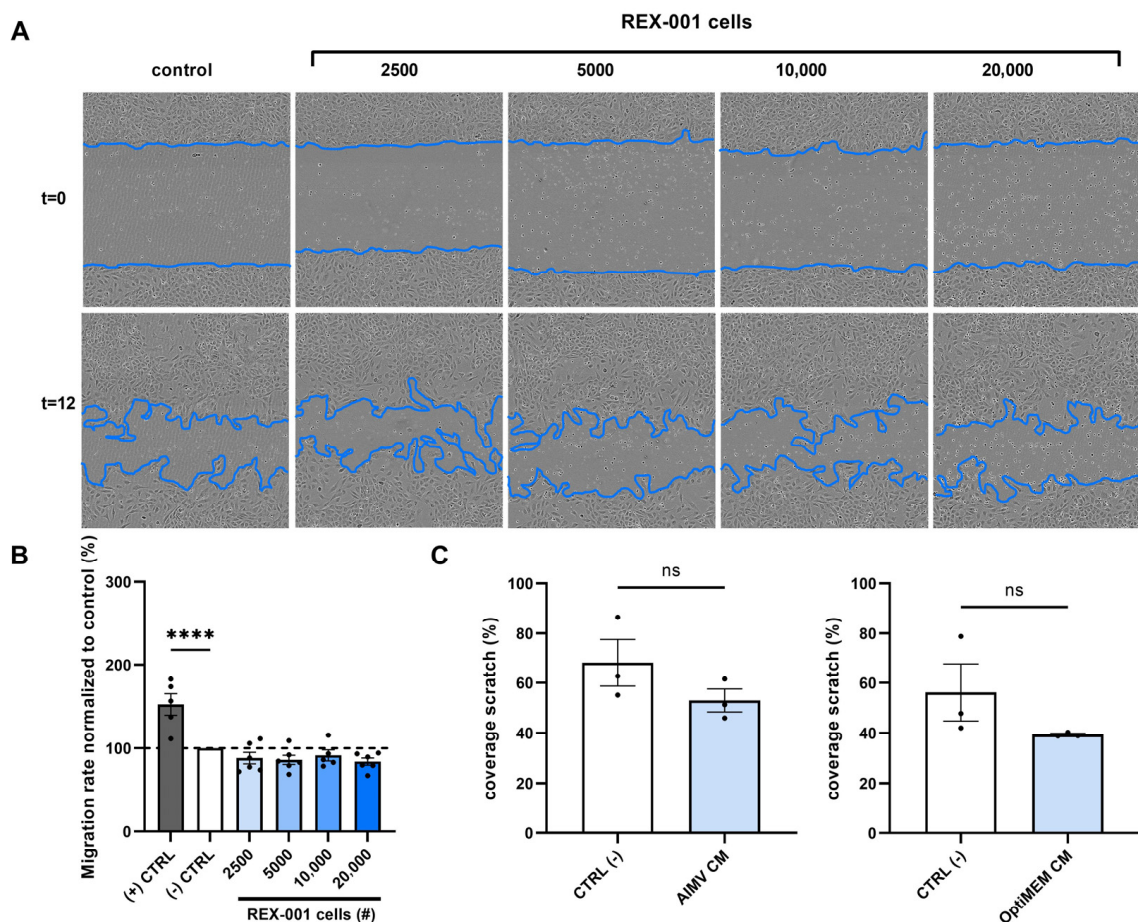 A
REX-001 cells
control 2500 5000 10,000 20,000
t=0
t=12
B
Migration rate normalized to control (%)
300
200
100
0
****
(+) CTRL
(-) CTRL
2500
5000
10,000
20,000
REX-001 cells (#)
C
coverage scratch (%)
100
80
60
40
20
0
ns
CTRL (-)
AIMV CM
coverage scratch (%)
100
80
60
40
20
0
ns
CTRL (-)
OptiMEM CM